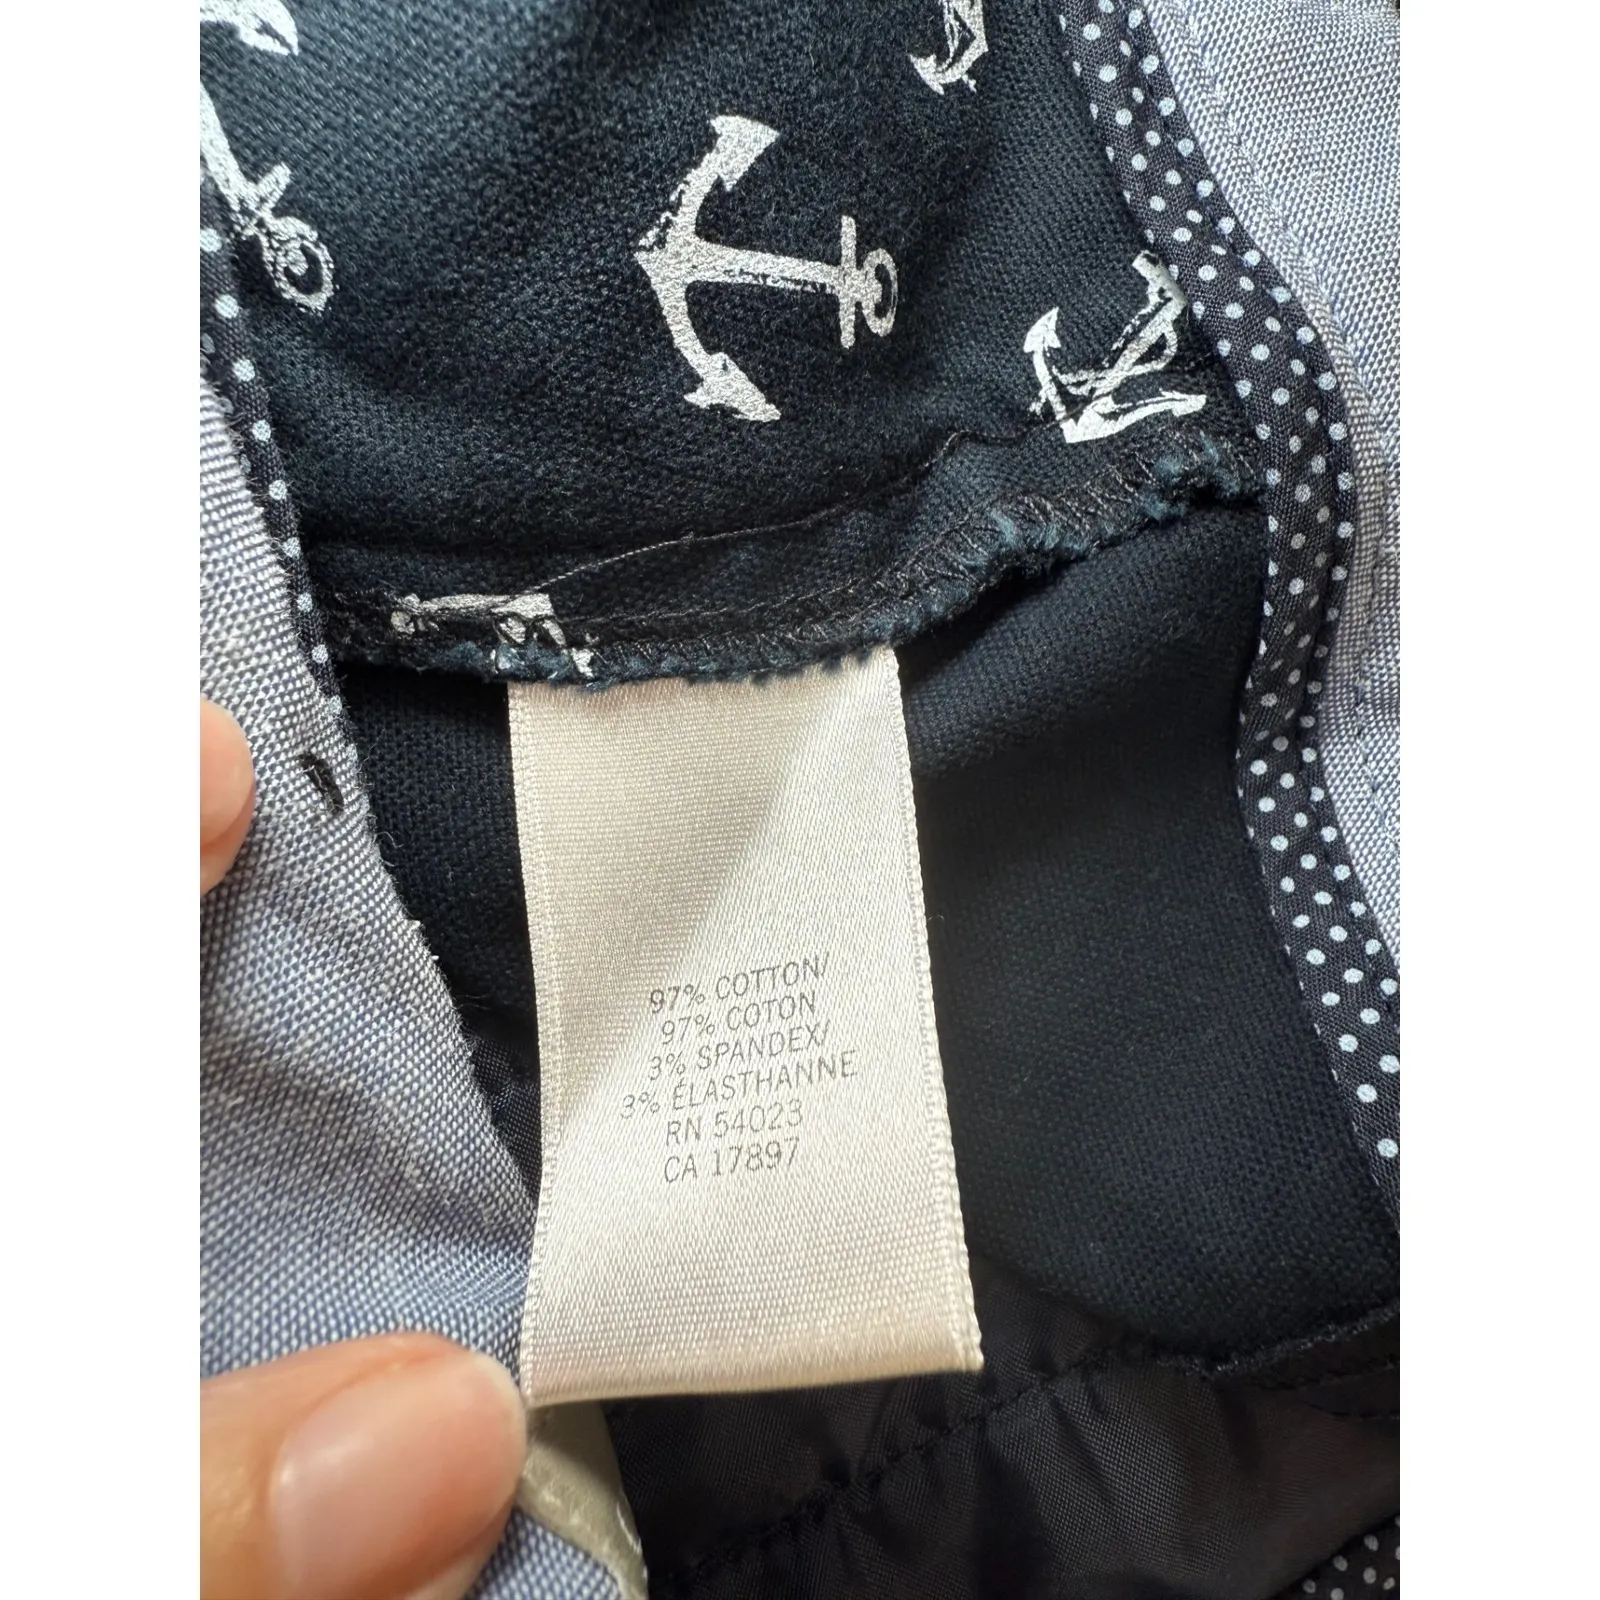 97% COTTON/
97% COTON
3% SPANDEX/
3% ÉLASTHANNE
RN 54023
CA 17897